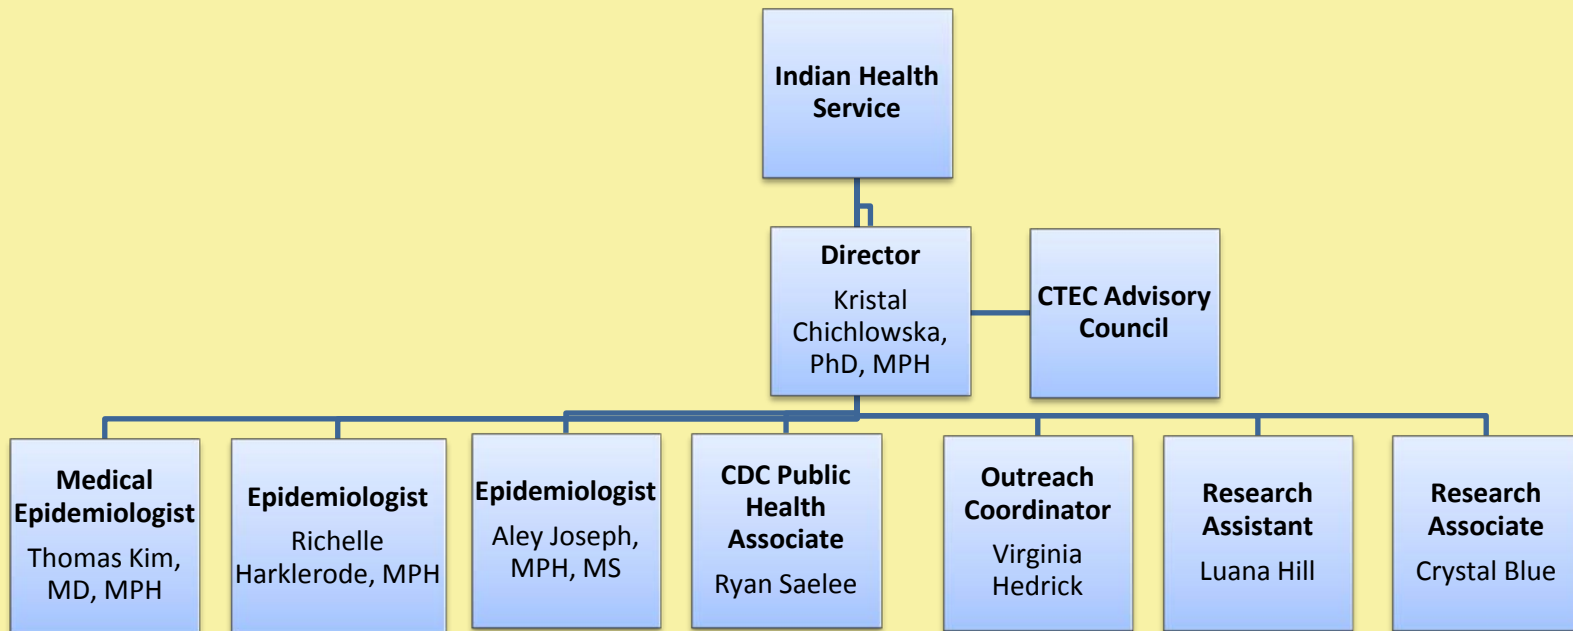 Indian Health
Service
Director
Kristal
Chichlowska,
PhD, MPH
CTEC Advisory
Council
Medical
Epidemiologist
Thomas Kim,
MD, MPH
Epidemiologist
Richelle
Harklerode, MPH
Epidemiologist
Aley Joseph,
MPH, MS
CDC Public
Health
Associate
Ryan Saelee
Outreach
Coordinator
Virginia
Hedrick
Research
Assistant
Luana Hill
Research
Associate
Crystal Blue